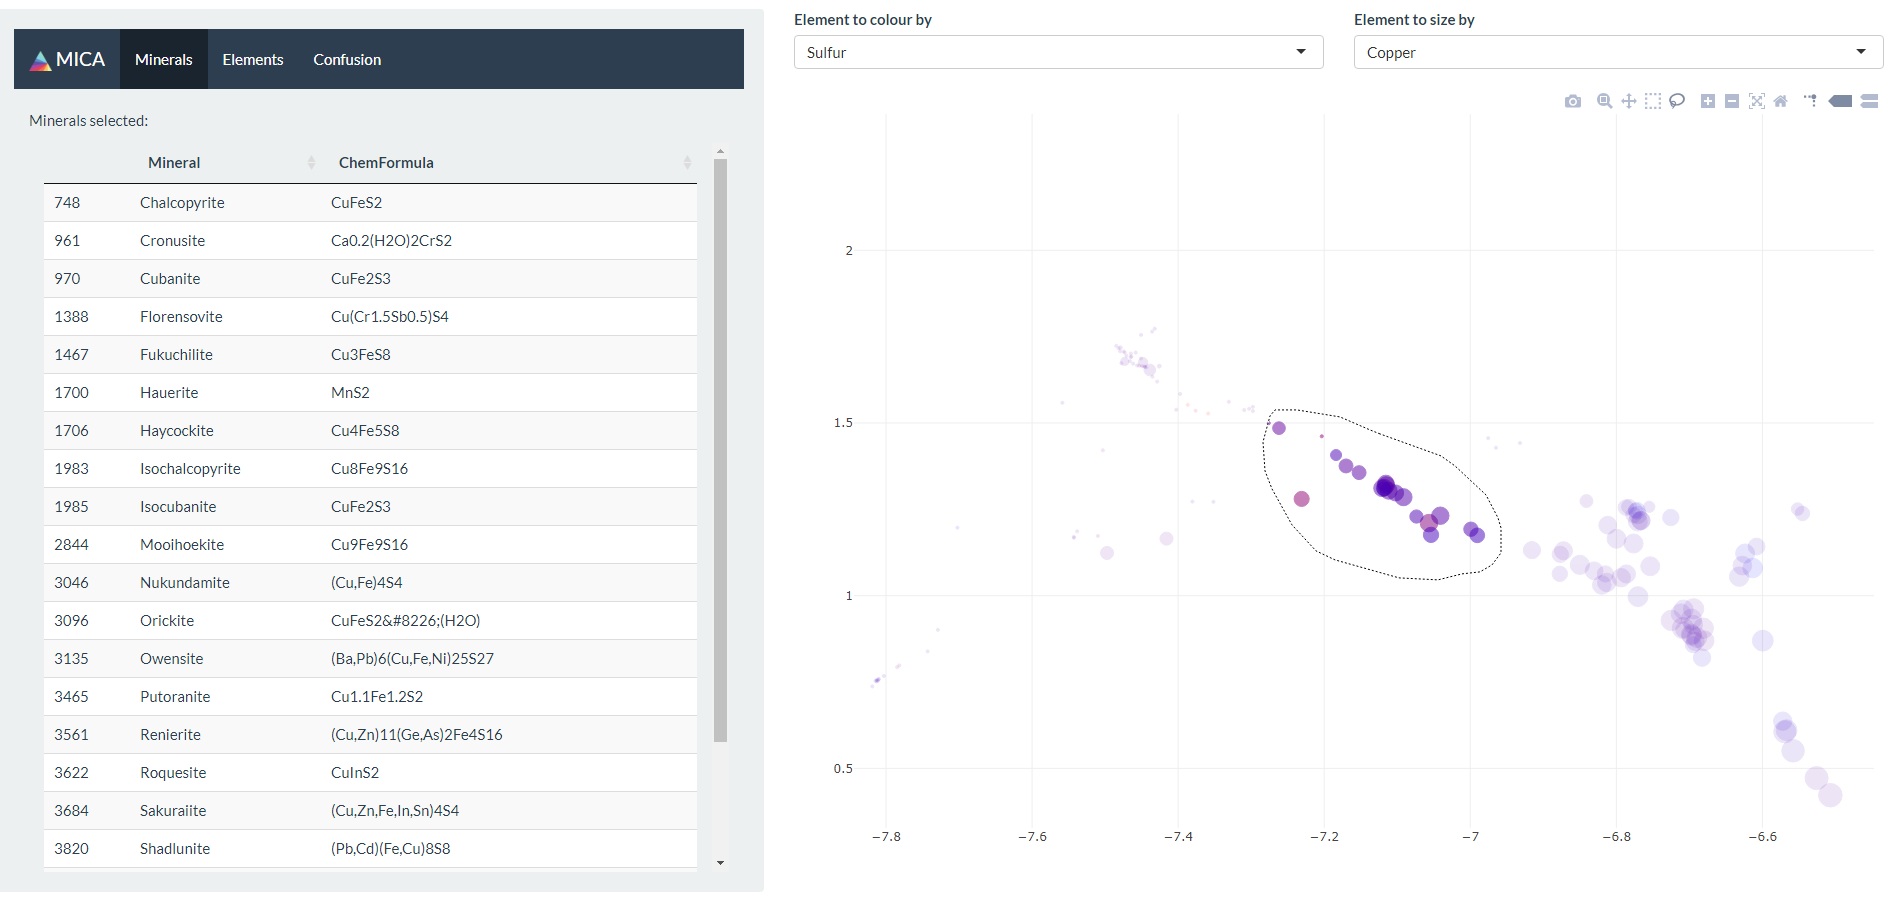 MICA Minerals Elements Confusion
Minerals selected:
Mineral ChemFormula
748 Chalcopyrite CuFeS2
961 Cronusite Ca0.2(H2O)2CrS2
970 Cubanite CuFe2S3
1388 Florensovite Cu(Cr1.5Sb0.5)S4
1467 Fukuchilite Cu3FeS8
1700 Hauerite MnS2
1706 Haycockite Cu4Fe5S8
1983 Isochalcopyrite Cu8Fe9S16
1985 Isocubanite CuFe2S3
2844 Mooihoekite Cu9Fe9S16
3046 Nukundamite (Cu,Fe)4S4
3096 Orickite CuFeS2&#8226;(H2O)
3135 Owensite (Ba,Pb)6(Cu,Fe,Ni)25S27
3465 Putoranite Cu1.1Fe1.2S2
3561 Renierite (Cu,Zn)11(Ge,As)2Fe4S16
3622 Roquesite CuInS2
3684 Sakuraiite (Cu,Zn,Fe,In,Sn)4S4
3820 Shadlunite (Pb,Cd)(Fe,Cu)8S8
Element to colour by
Sulfur
Element to size by
Copper
2
1.5
1
0.5
−7.8 −7.6 −7.4 −7.2 −7 −6.8 −6.6